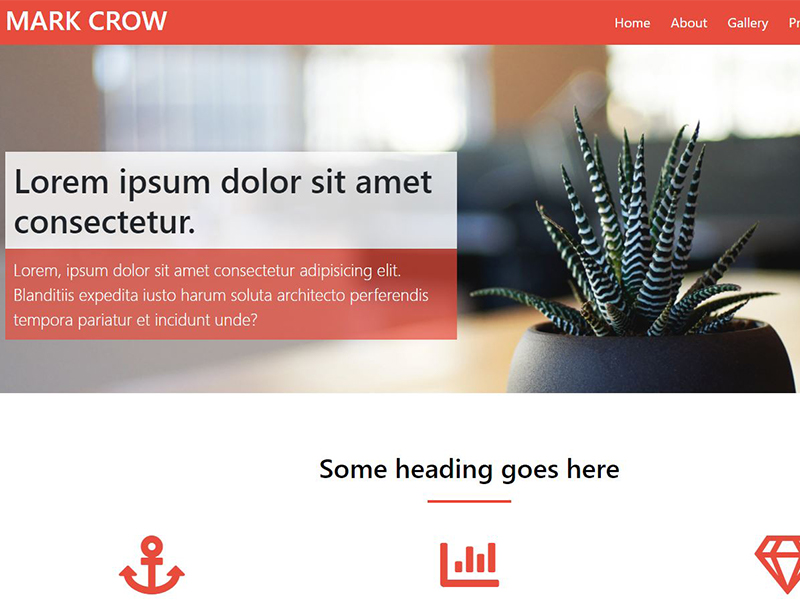 MARK CROW
Home About Gallery
Lorem ipsum dolor sit amet
consectetur.
Lorem, ipsum dolor sit amet consectetur adipisicing elit.
Blanditiis expedita iusto harum soluta architecto perferendis
tempora pariatur et incidunt unde?
Some heading goes here